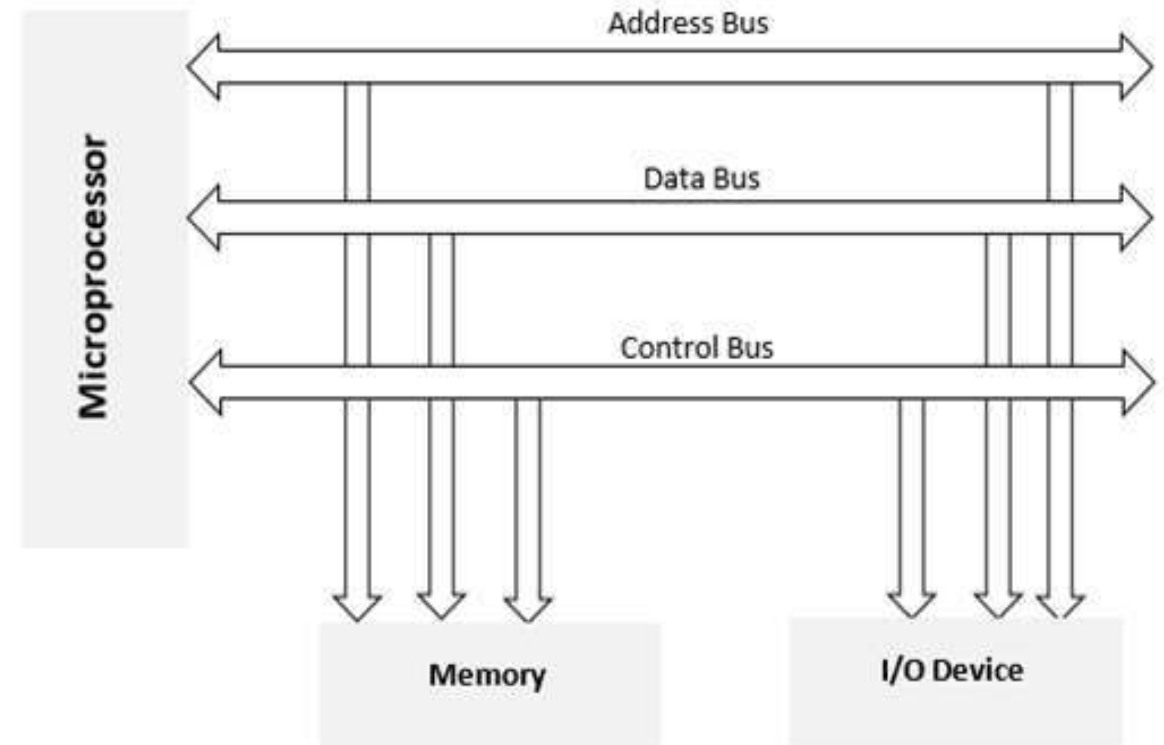 Address Bus
Microprocessor
Data Bus
Control Bus
Memory
I/O Device